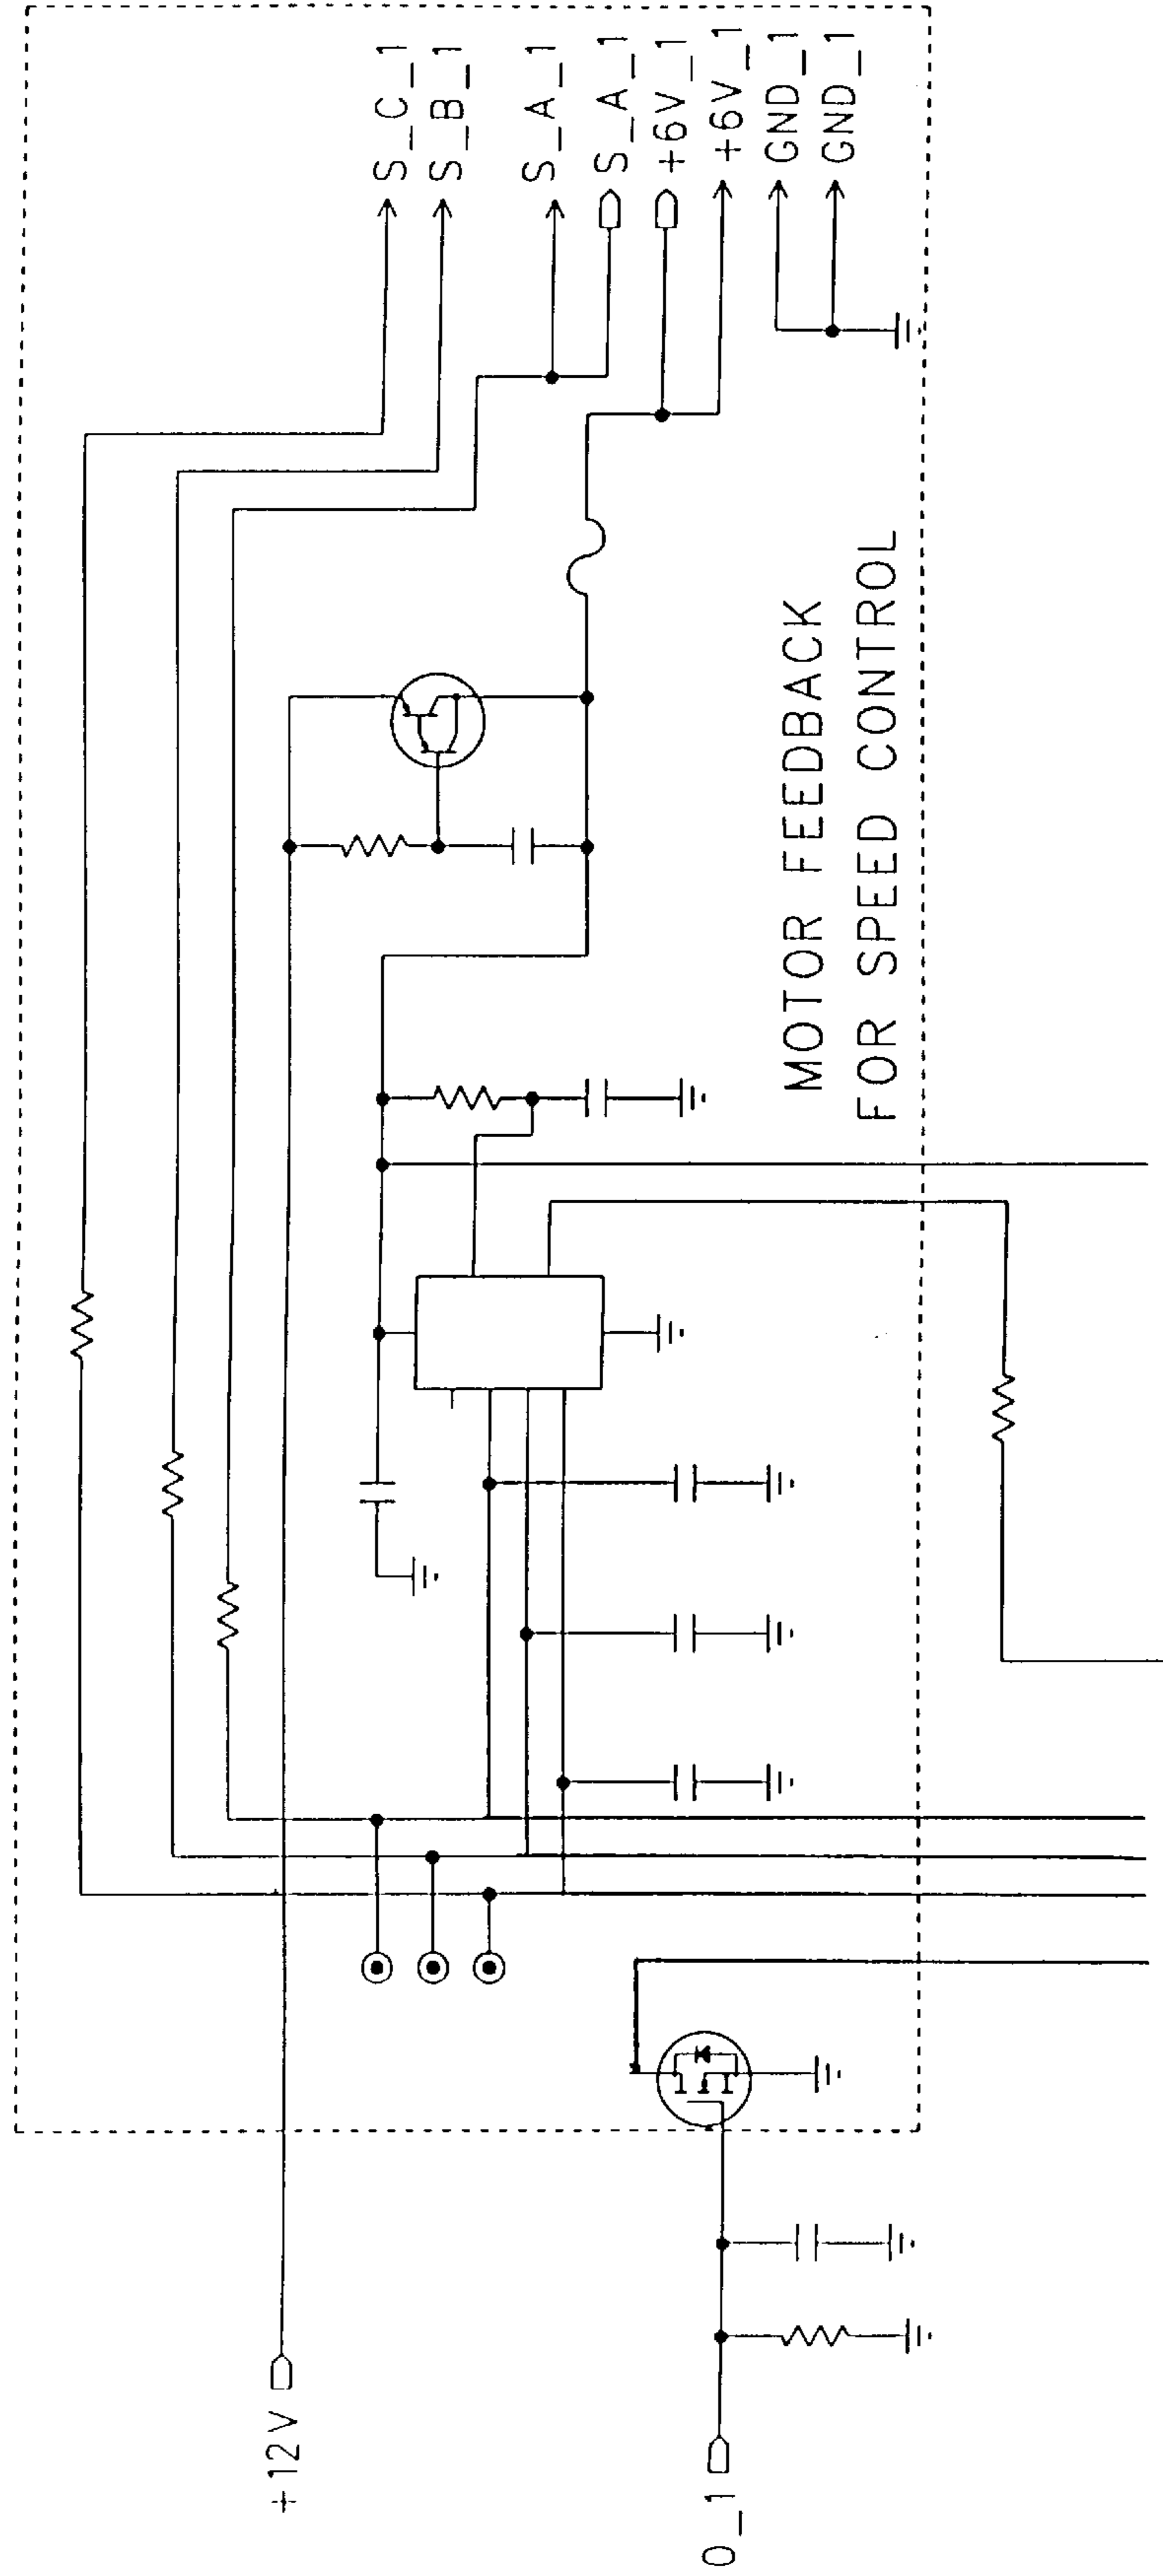 S_C_1
S_B_1
S_A_1
S_A_1
+6V_1
+6V_1
GND_1
GND_1
MOTOR FEEDBACK
FOR SPEED CONTROL
+12V
O_1